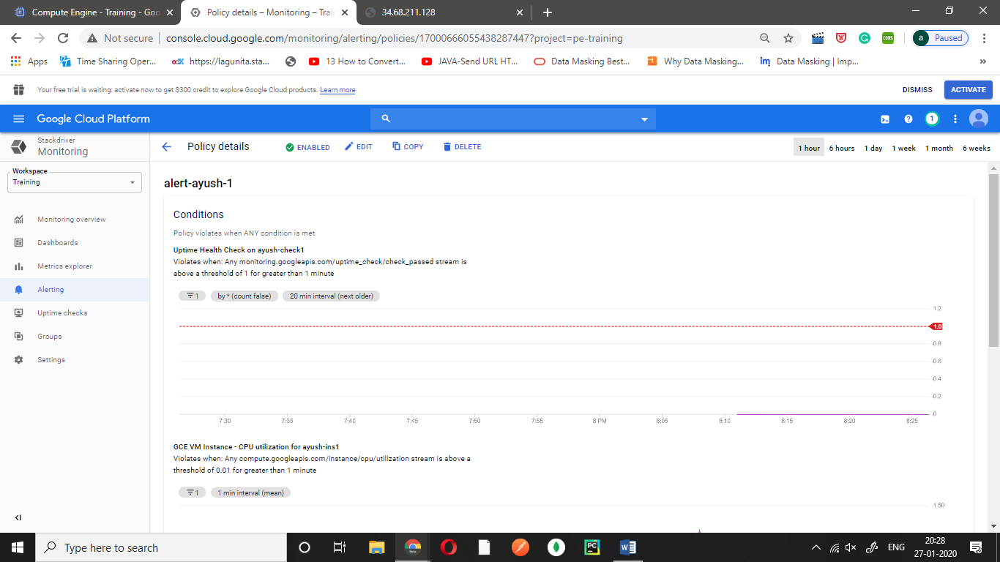 Compute Engine - Training - Goo
Policy details – Monitoring – Trai
34.68.211.128
Not secure
console.cloud.google.com/monitoring/alerting/policies/17000666055438287447?project=pe-training
CORS
a
Paused
Apps
Time Sharing Oper...
edX
https://lagunita.sta...
13 How to Convert...
JAVA-Send URL HT...
Data Masking Best...
Why Data Masking...
im
Data Masking | Imp...
»
Your free trial is waiting: activate now to get $300 credit to explore Google Cloud products. Learn more
DISMISS
ACTIVATE
Google Cloud Platform
1
Stackdriver
Monitoring
Policy details
ENABLED
EDIT
COPY
DELETE
1 hour
6 hours
1 day
1 week
1 month
6 weeks
Workspace
Training
Monitoring overview
Dashboards
Metrics explorer
Alerting
Uptime checks
Groups
Settings
alert-ayush-1
Conditions
Policy violates when ANY condition is met
Uptime Health Check on ayush-check1
Violates when: Any monitoring.googleapis.com/uptime_check/check_passed stream is
above a threshold of 1 for greater than 1 minute
1
by * (count false)
20 min interval (next older)
1.2
1.0
0.8
0.6
0.4
0.2
0
7:30
7:35
7:40
7:45
7:50
7:55
8 PM
8:05
8:10
8:15
8:20
8:25
GCE VM Instance - CPU utilization for ayush-ins1
Violates when: Any compute.googleapis.com/instance/cpu/utilization stream is above a
threshold of 0.01 for greater than 1 minute
1
1 min interval (mean)
1.50
Type here to search
PC
W
ENG
20:28
27-01-2020